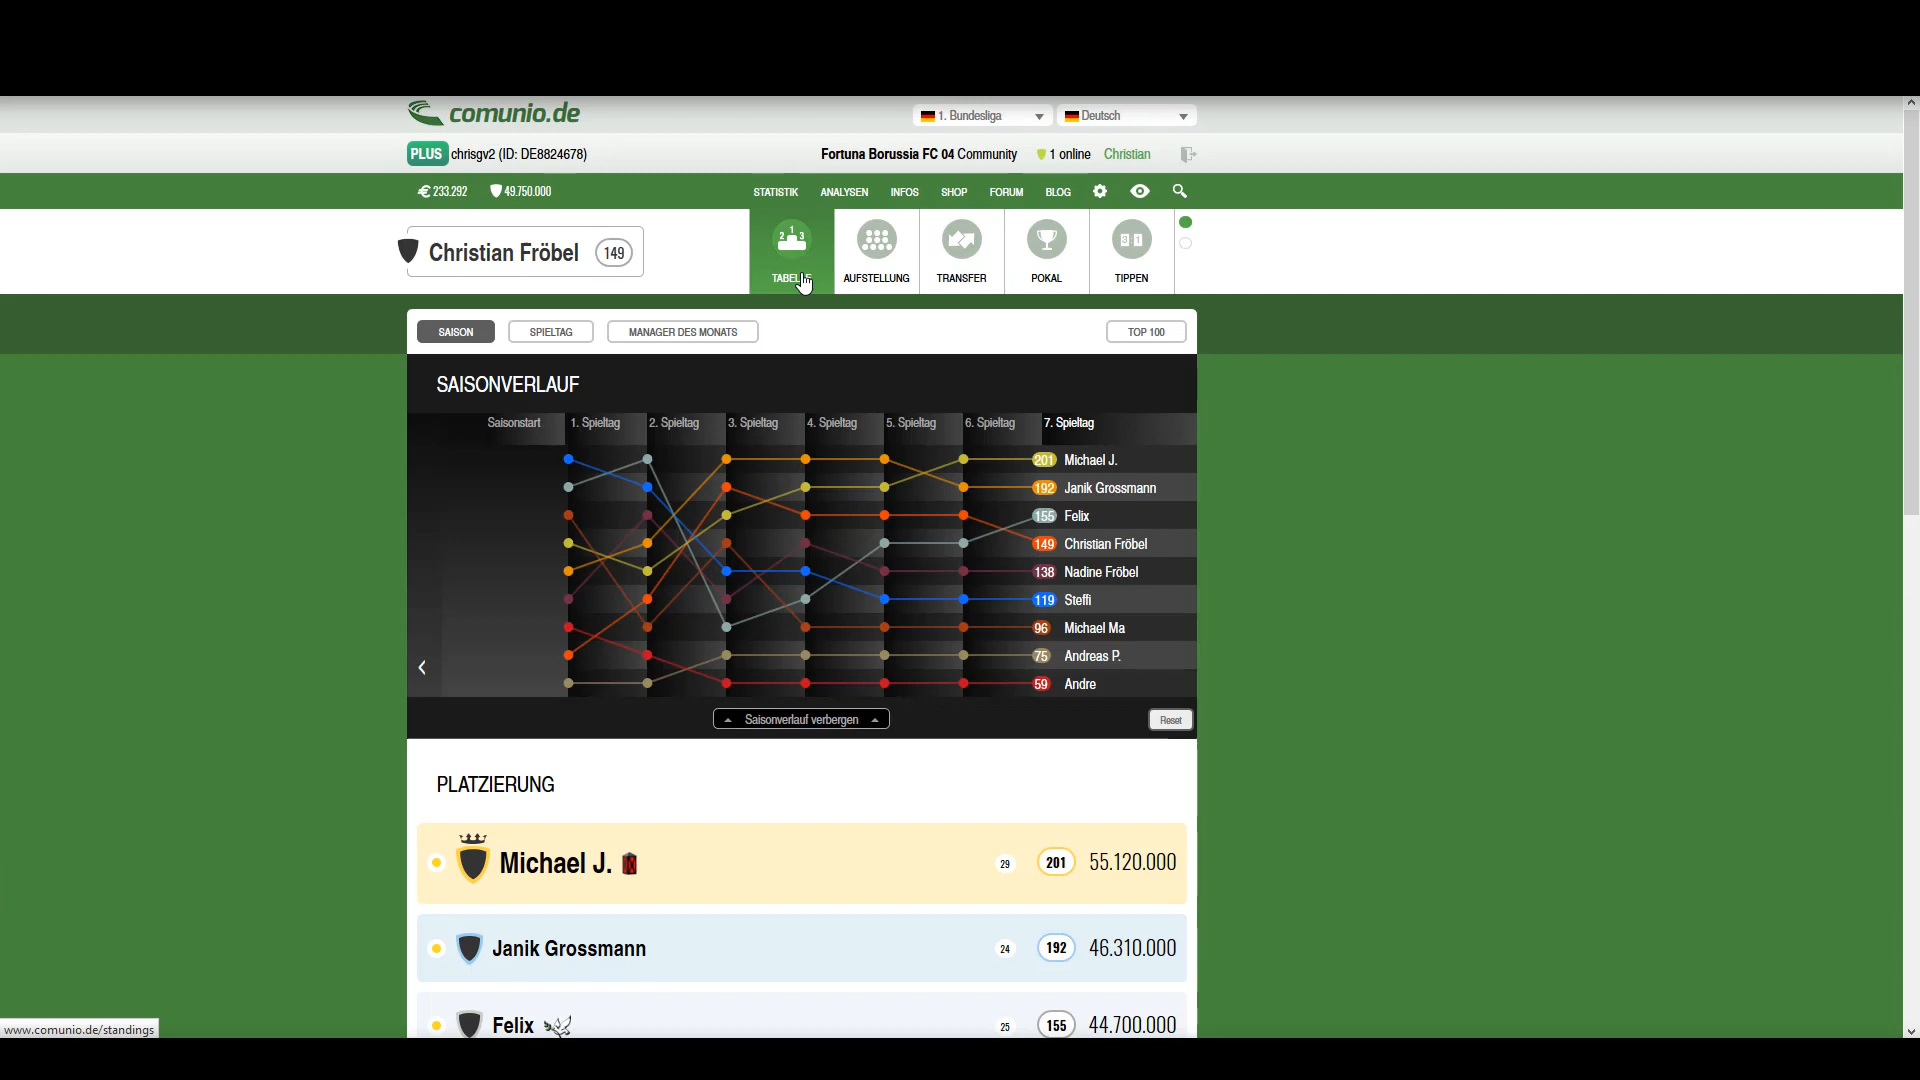 comunio.de
1. Bundesliga
Deutsch
PLUS chrisgv2 (ID: DE8824678)
Fortuna Borussia FC 04 Community
1 online
Christian
233.292
49.750.000
STATISTIK
ANALYSEN
INFOS
SHOP
FORUM
BLOG
Christian Fröbel 149
2 1 3
TABELLE
AUFSTELLUNG
TRANSFER
POKAL
3 1
TIPPEN
SAISON
SPIELTAG
MANAGER DES MONATS
TOP 100
SAISONVERLAUF
Saisonstart
1. Spieltag
2. Spieltag
3. Spieltag
4. Spieltag
5. Spieltag
6. Spieltag
7. Spieltag
201 Michael J.
192 Janik Grossmann
155 Felix
149 Christian Fröbel
138 Nadine Fröbel
119 Steffi
96 Michael Ma
75 Andreas P.
59 Andre
Saisonverlauf verbergen
Reset
PLATZIERUNG
Michael J. 29 201 55.120.000
Janik Grossmann 24 192 46.310.000
Felix 25 155 44.700.000
www.comunio.de/standings